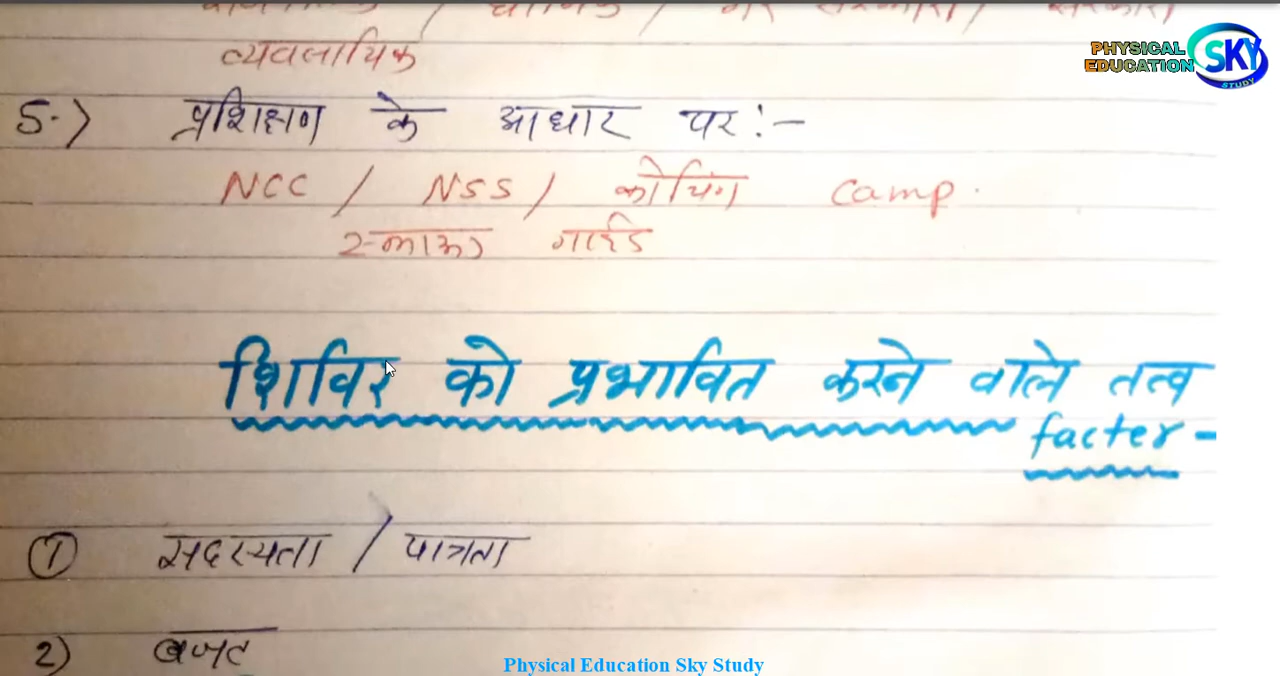 व्यवसायिक
PHYSICAL EDUCATION SKY STUDY
5.) प्रशिक्षण के आधार पर :-
NCC / NSS / कोचिंग Camp.
स्काऊट गाईड
शिविर को प्रभावित करने वाले तत्व
facter -
① सदस्यता / पात्रता
2) बजट
Physical Education Sky Study